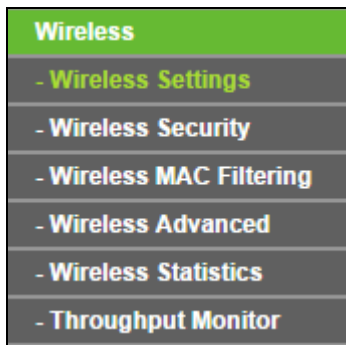 Wireless
- Wireless Settings
- Wireless Security
- Wireless MAC Filtering
- Wireless Advanced
- Wireless Statistics
- Throughput Monitor